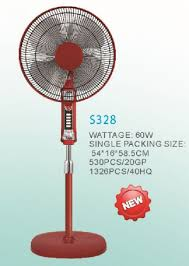 S328
WATTAGE: 60W
SINGLE PACKING SIZE:
54*16*58.5CM
530PCS/20GP
1326PCS/40HQ
NEW